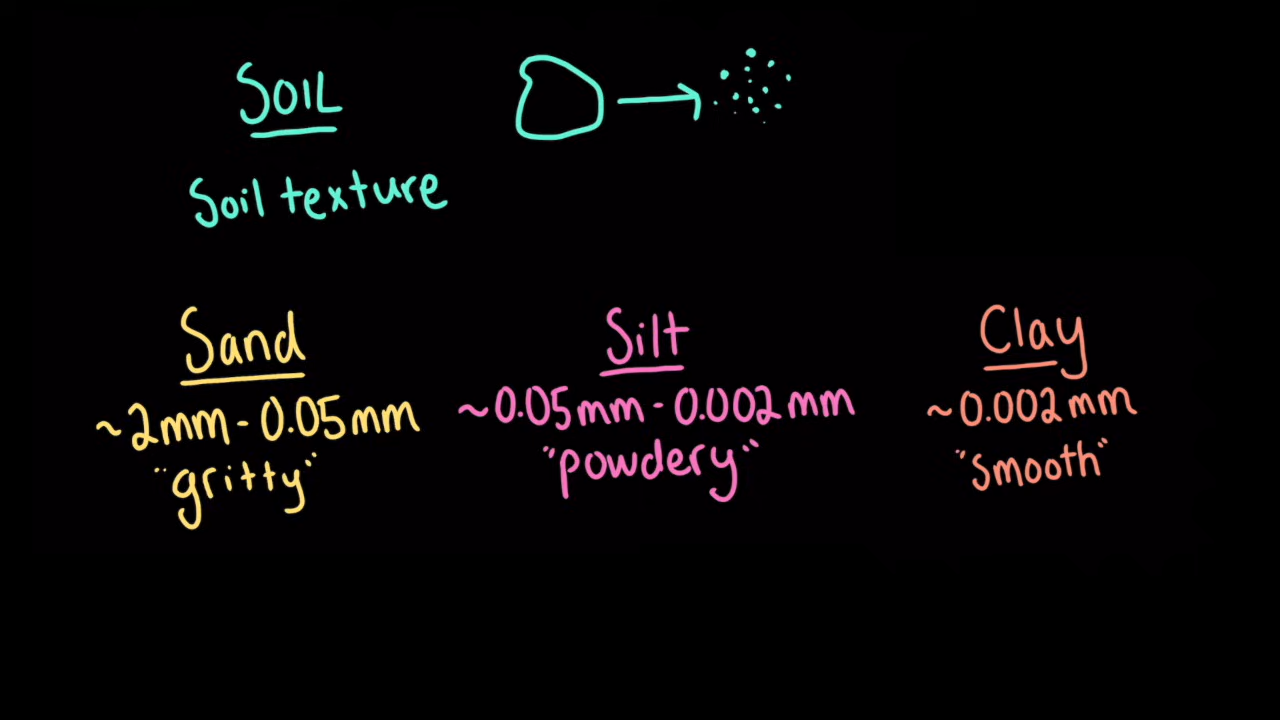 SOIL
Soil texture
Sand
~2mm - 0.05mm
"gritty"
Silt
~0.05mm - 0.002mm
"powdery"
Clay
~0.002mm
"smooth"